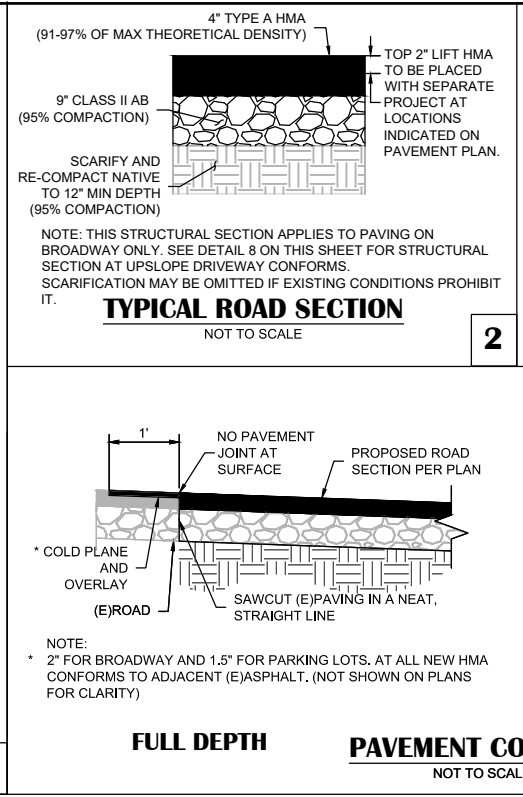 4" TYPE A HMA
(91-97% OF MAX THEORETICAL DENSITY)
TOP 2" LIFT HMA
TO BE PLACED
WITH SEPARATE
PROJECT AT
LOCATIONS
INDICATED ON
PAVEMENT PLAN.
9" CLASS II AB
(95% COMPACTION)
SCARIFY AND
RE-COMPACT NATIVE
TO 12" MIN DEPTH
(95% COMPACTION)
NOTE: THIS STRUCTURAL SECTION APPLIES TO PAVING ON
BROADWAY ONLY. SEE DETAIL 8 ON THIS SHEET FOR STRUCTURAL
SECTION AT UPSLOPE DRIVEWAY CONFORMS.
SCARIFICATION MAY BE OMITTED IF EXISTING CONDITIONS PROHIBIT
IT.
TYPICAL ROAD SECTION
NOT TO SCALE
2
1'
NO PAVEMENT
JOINT AT
SURFACE
PROPOSED ROAD
SECTION PER PLAN
* COLD PLANE
AND
OVERLAY
(E)ROAD
SAWCUT (E)PAVING IN A NEAT,
STRAIGHT LINE
NOTE:
* 2" FOR BROADWAY AND 1.5" FOR PARKING LOTS. AT ALL NEW HMA
CONFORMS TO ADJACENT (E)ASPHALT. (NOT SHOWN ON PLANS
FOR CLARITY)
FULL DEPTH
PAVEMENT CO
NOT TO SCAL